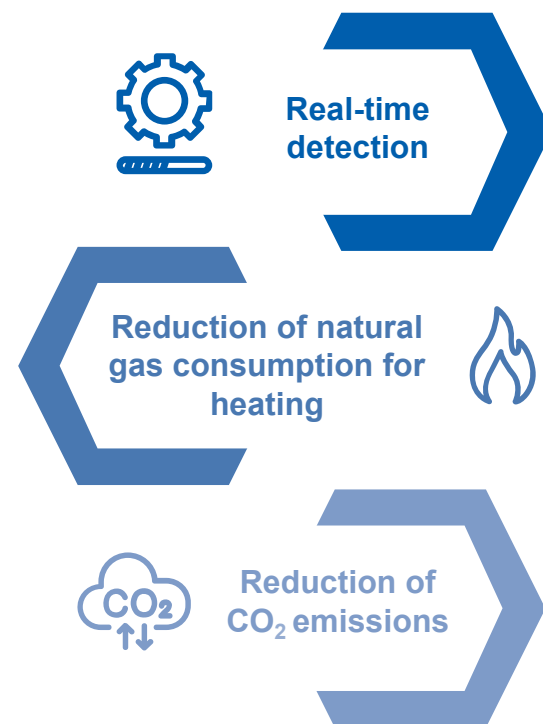 Real-time
detection
Reduction of natural
gas consumption for
heating
CO₂
Reduction of
CO₂ emissions